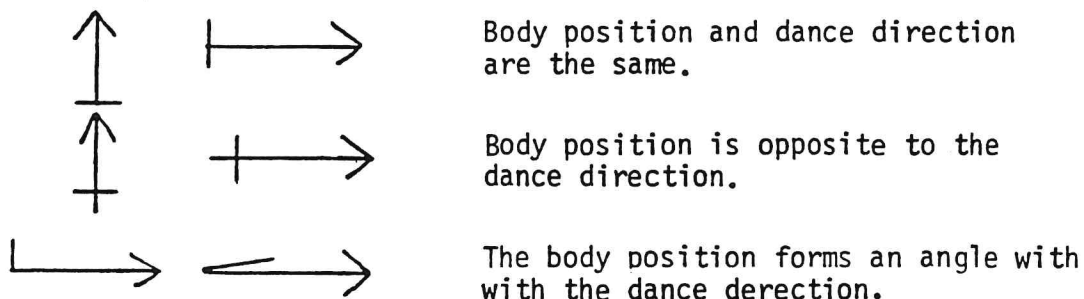 Body position and dance direction
are the same.
Body position is opposite to the
dance direction.
The body position forms an angle with
with the dance derection.